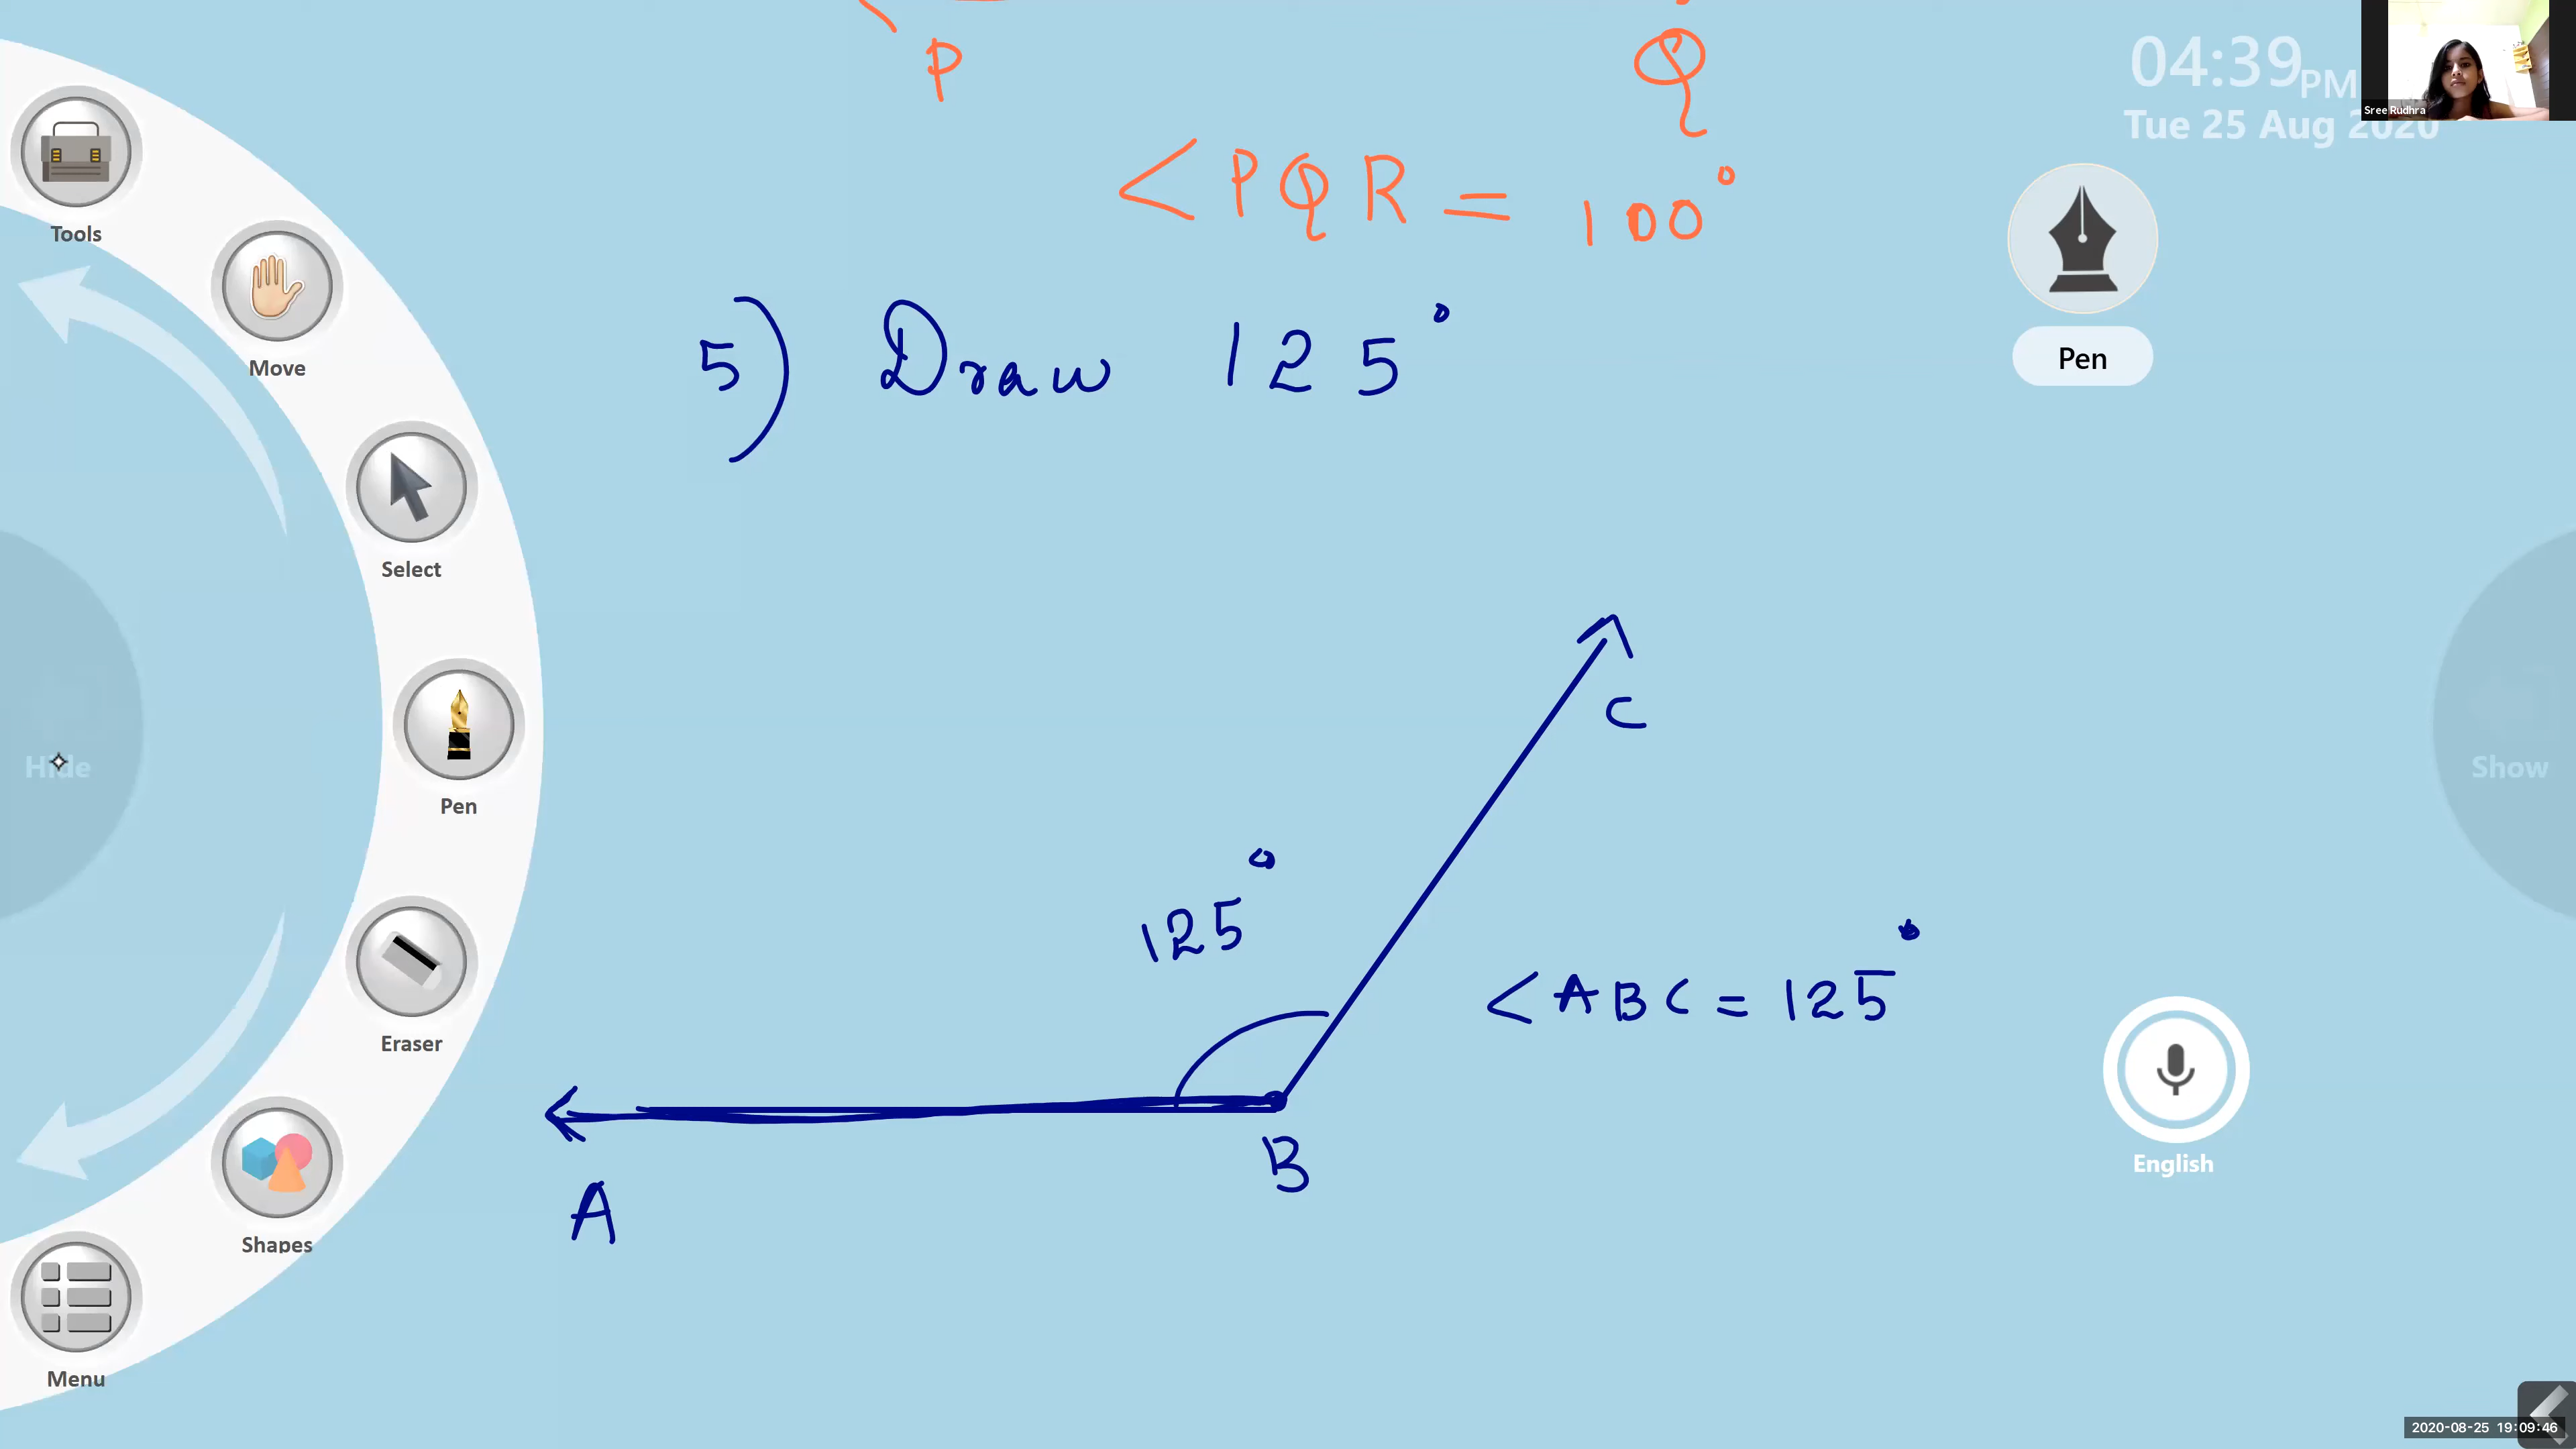 P
Q
04:39PM
Tue 25 Aug 2020
Sree Rudhra
<PQR = 100°
Tools
Move
5) Draw 125°
Pen
Select
C
Hide
Show
Pen
125°
<ABC = 125°
Eraser
B
English
A
Shapes
Menu
2020-08-25 19:09:46